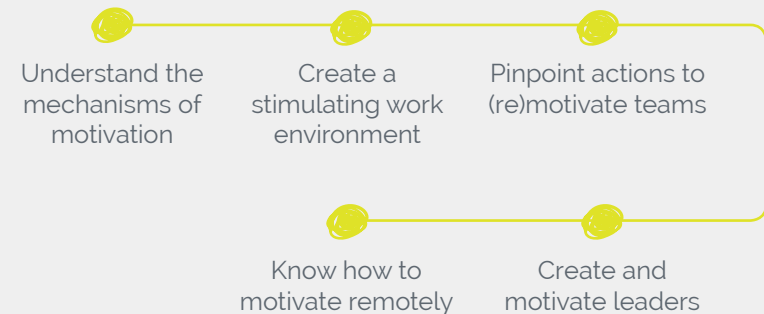 Understand the
mechanisms of
motivation
Create a
stimulating work
environment
Pinpoint actions to
(re)motivate teams
Create and
motivate leaders
Know how to
motivate remotely